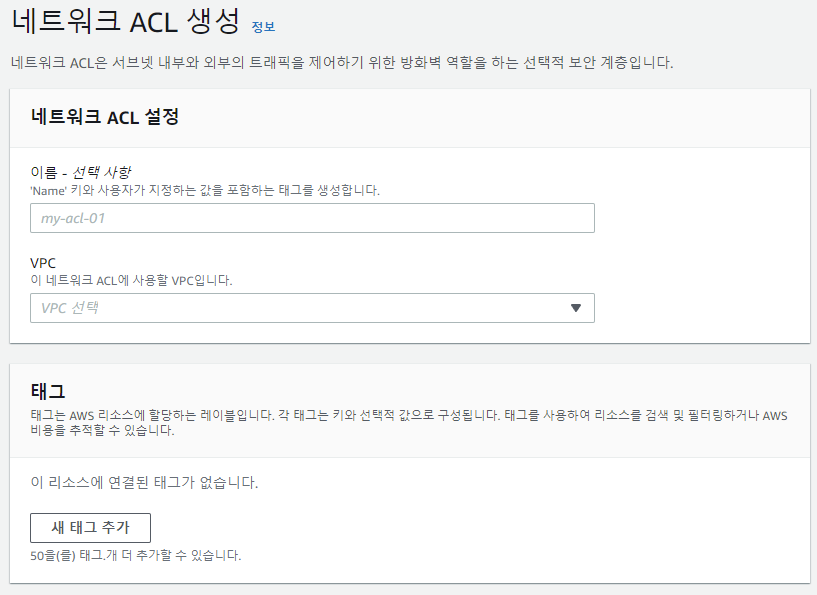 네트워크 ACL 생성 정보
네트워크 ACL은 서브넷 내부와 외부의 트래픽을 제어하기 위한 방화벽 역할을 하는 선택적 보안 계층입니다.
네트워크 ACL 설정
이름 - 선택 사항
'Name' 키와 사용자가 지정하는 값을 포함하는 태그를 생성합니다.
my-acl-01
VPC
이 네트워크 ACL에 사용할 VPC입니다.
VPC 선택
태그
태그는 AWS 리소스에 할당하는 레이블입니다. 각 태그는 키와 선택적 값으로 구성됩니다. 태그를 사용하여 리소스를 검색 및 필터링하거나 AWS
비용을 추적할 수 있습니다.
이 리소스에 연결된 태그가 없습니다.
새 태그 추가
50을(를) 태그.개 더 추가할 수 있습니다.